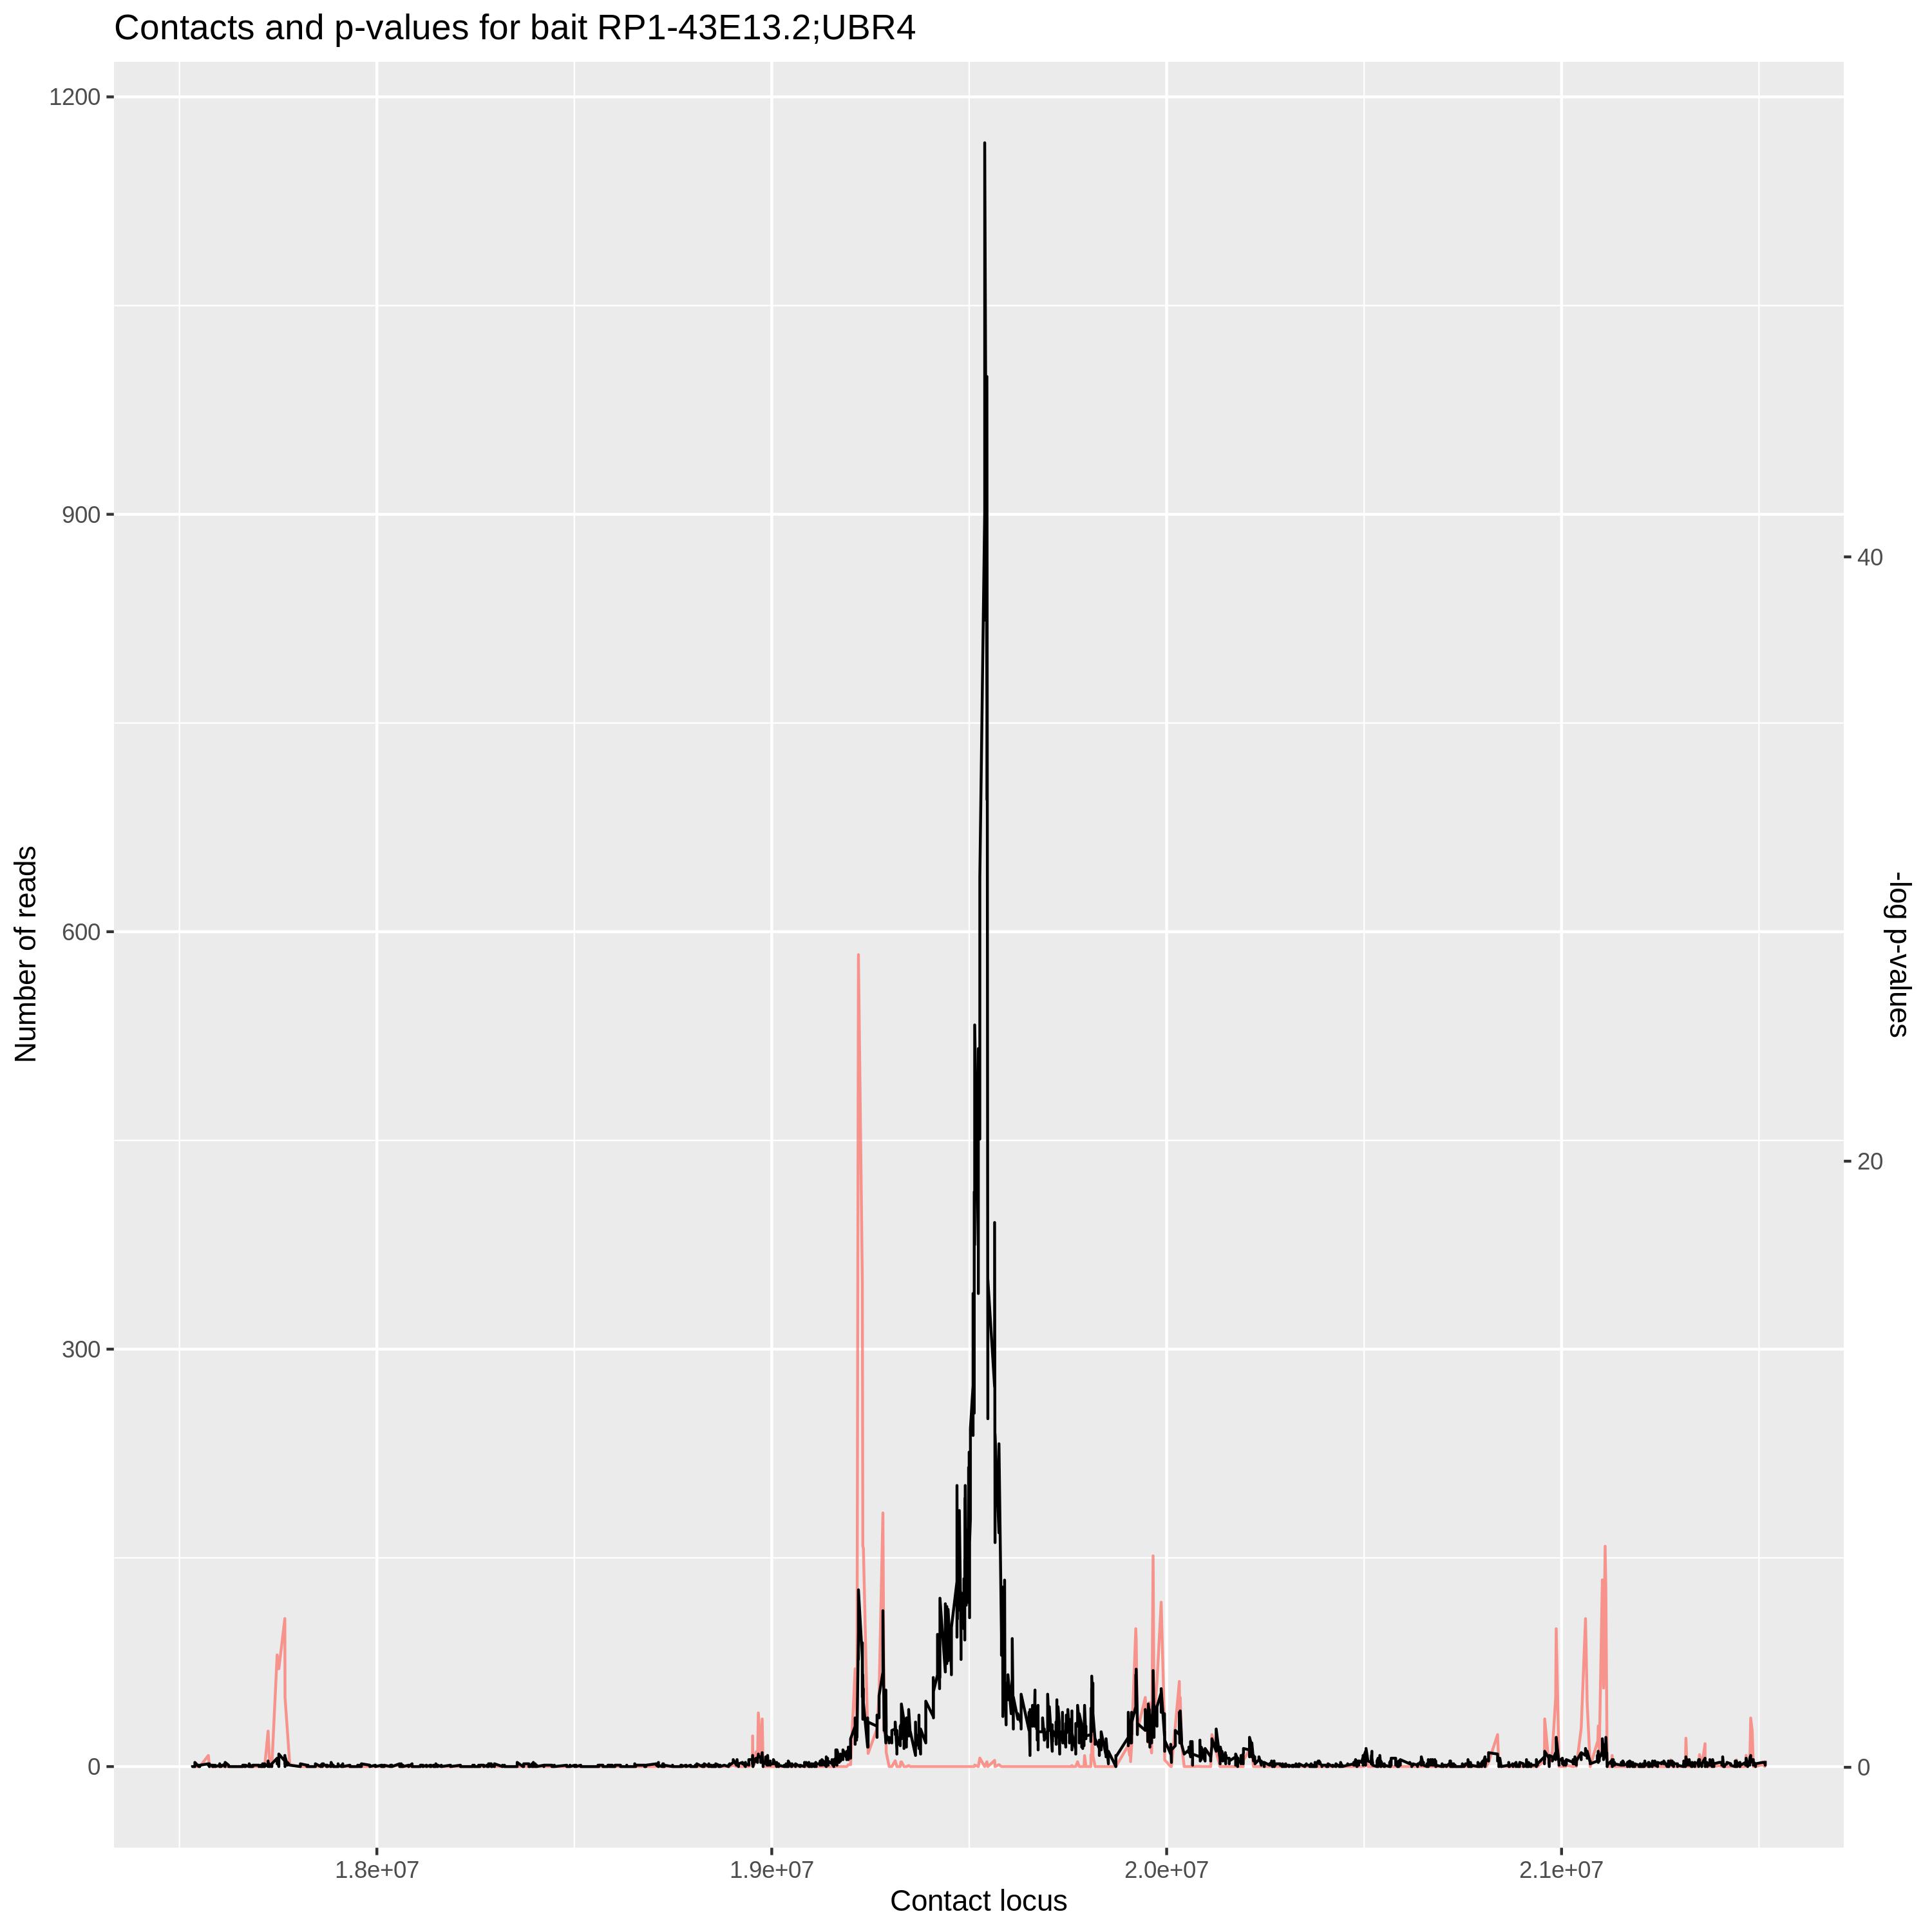 Contacts and p-values for bait RP1-43E13.2;UBR4
1200
900
600
300
0
Number of reads
40
20
0
-log p-values
1.8e+07
1.9e+07
2.0e+07
2.1e+07
Contact locus